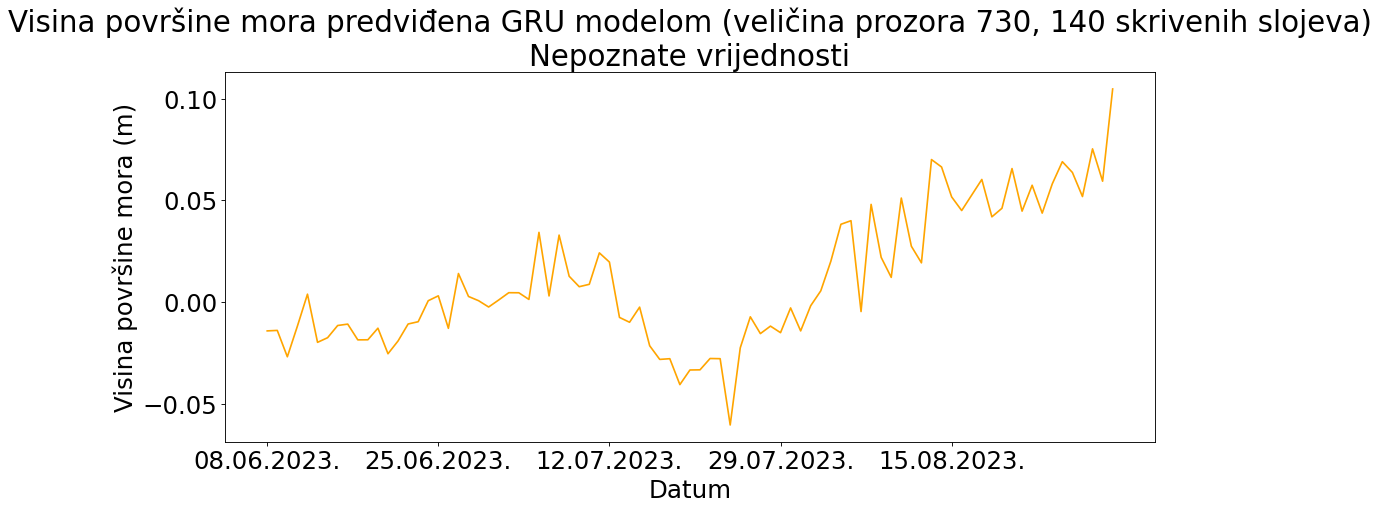 Visina površine mora predviđena GRU modelom (veličina prozora 730, 140 skrivenih slojeva)
Nepoznate vrijednosti
Visina površine mora (m)
0.10
0.05
0.00
−0.05
08.06.2023. 25.06.2023. 12.07.2023. 29.07.2023. 15.08.2023.
Datum